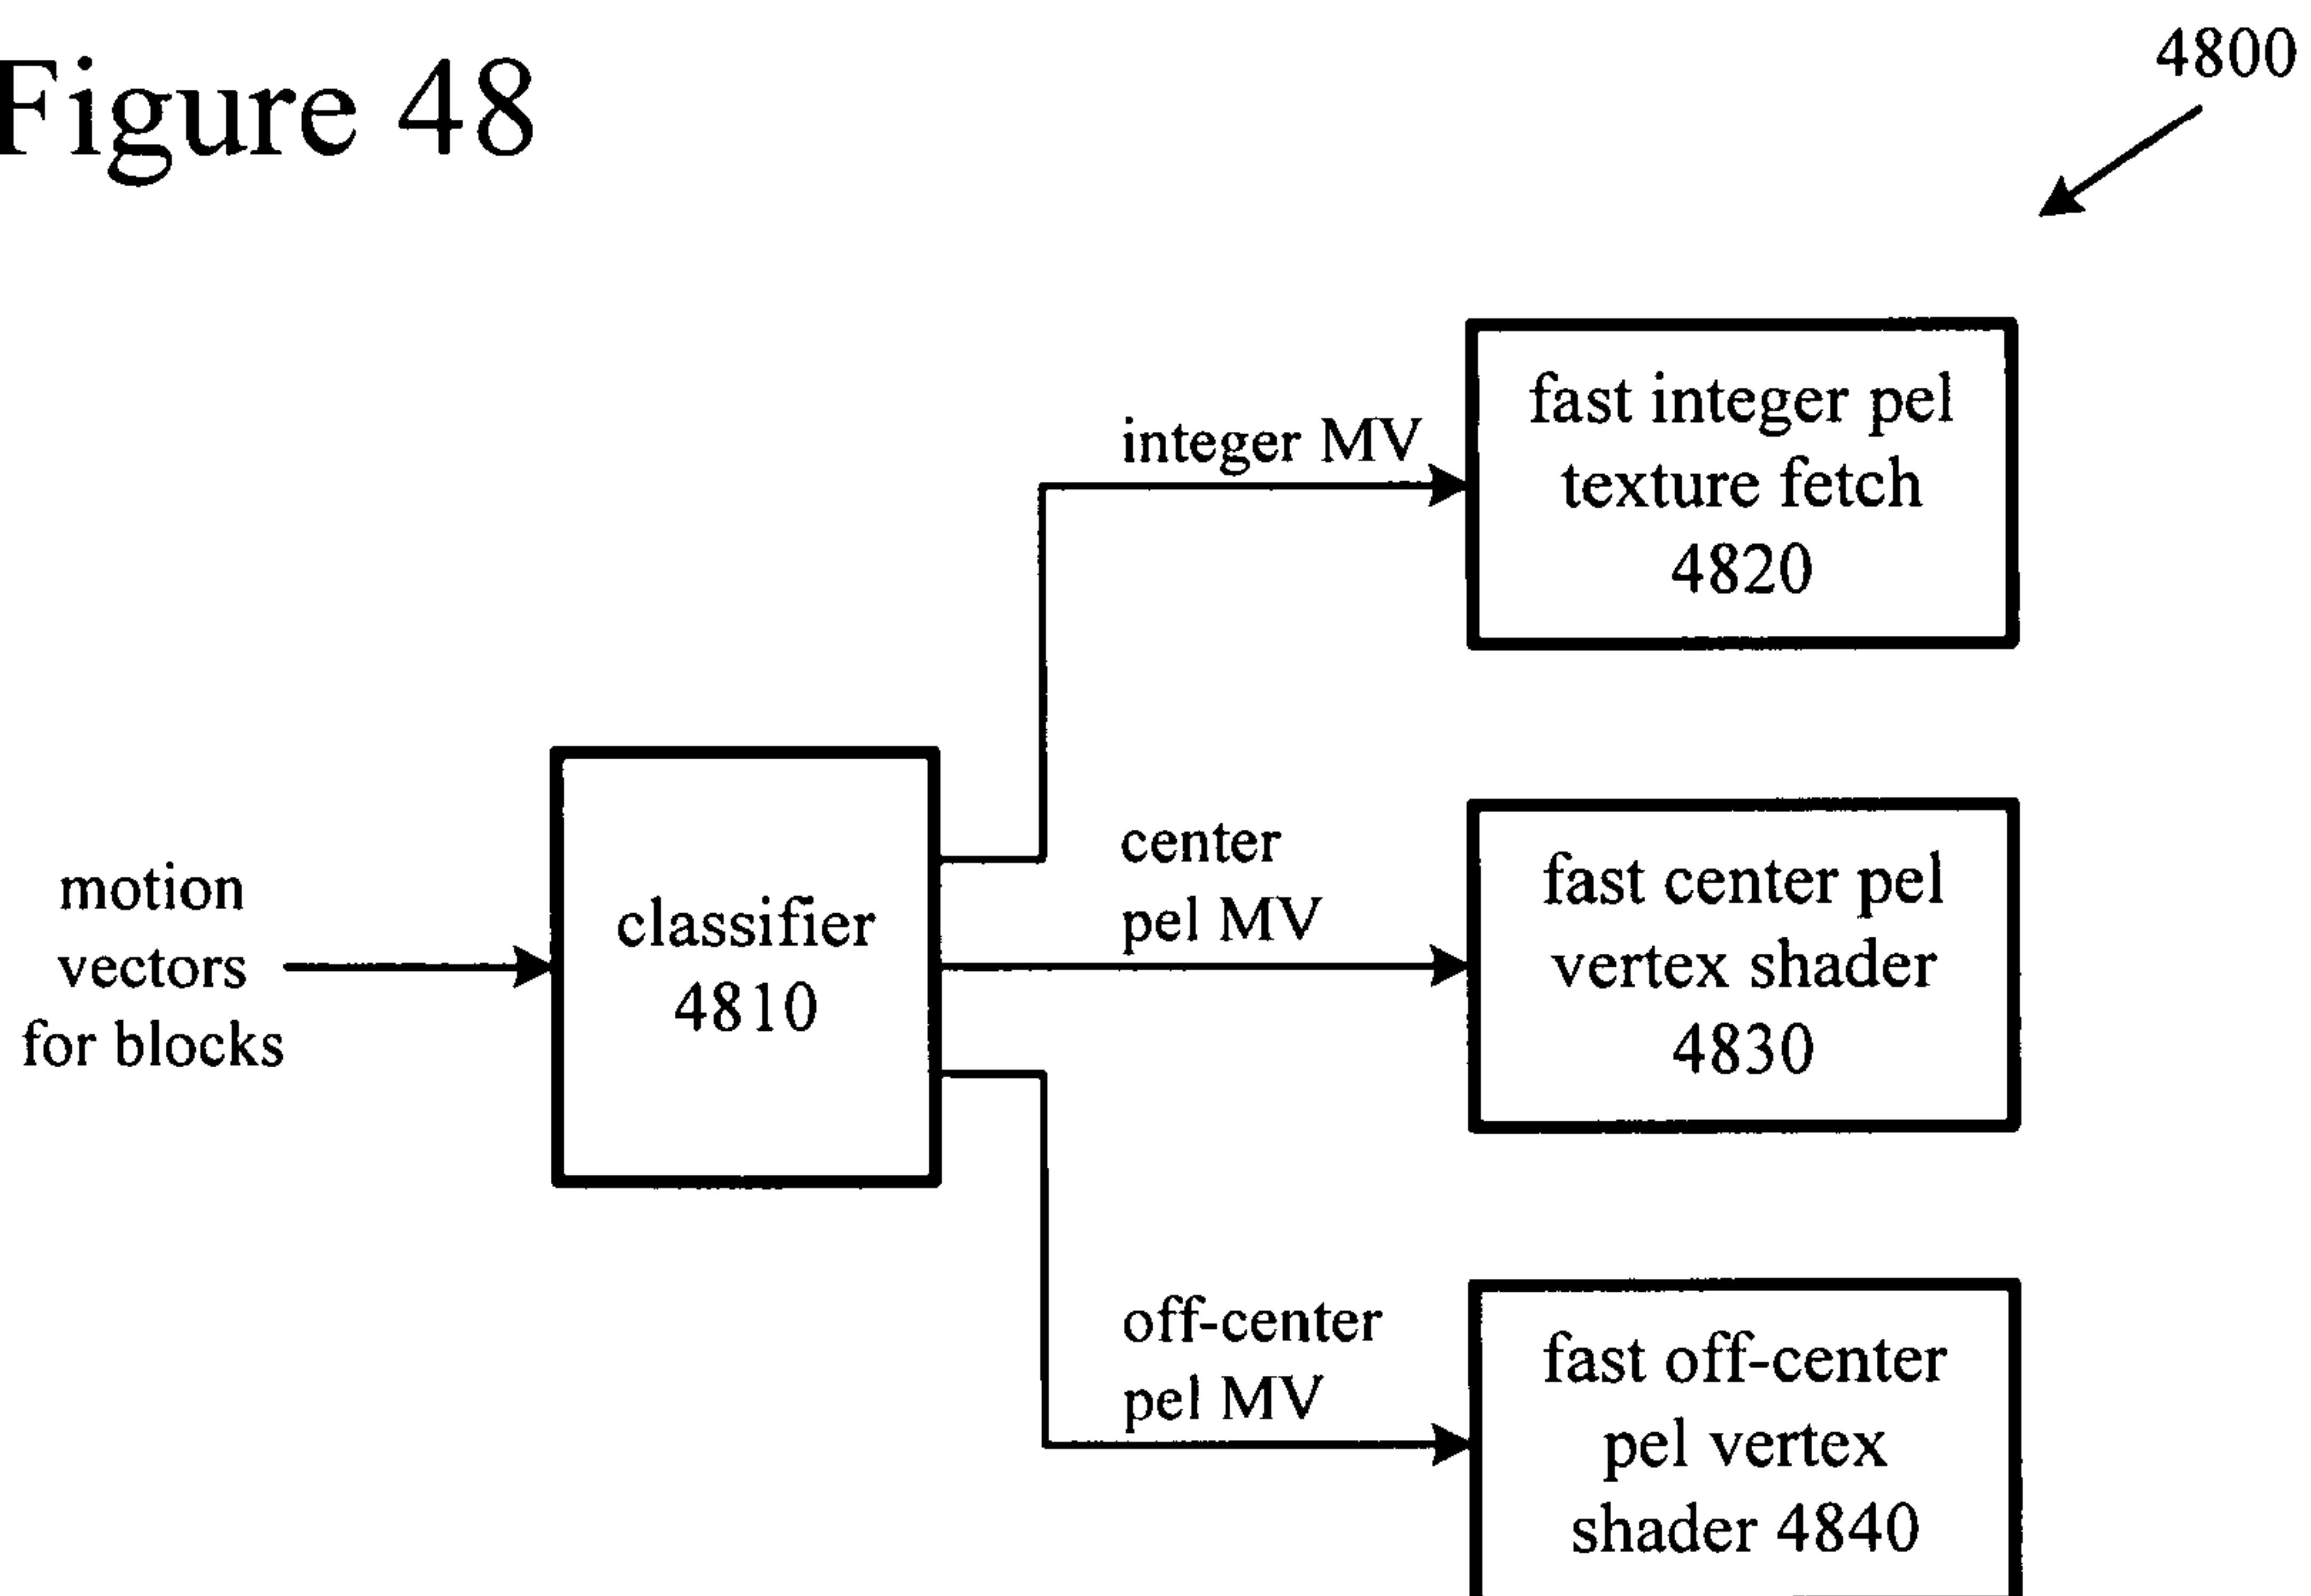 Figure 48
4800
integer MV
fast integer pel
texture fetch
4820
motion
vectors
for blocks
classifier
4810
center
pel MV
fast center pel
vertex shader
4830
off-center
pel MV
fast off-center
pel vertex
shader 4840